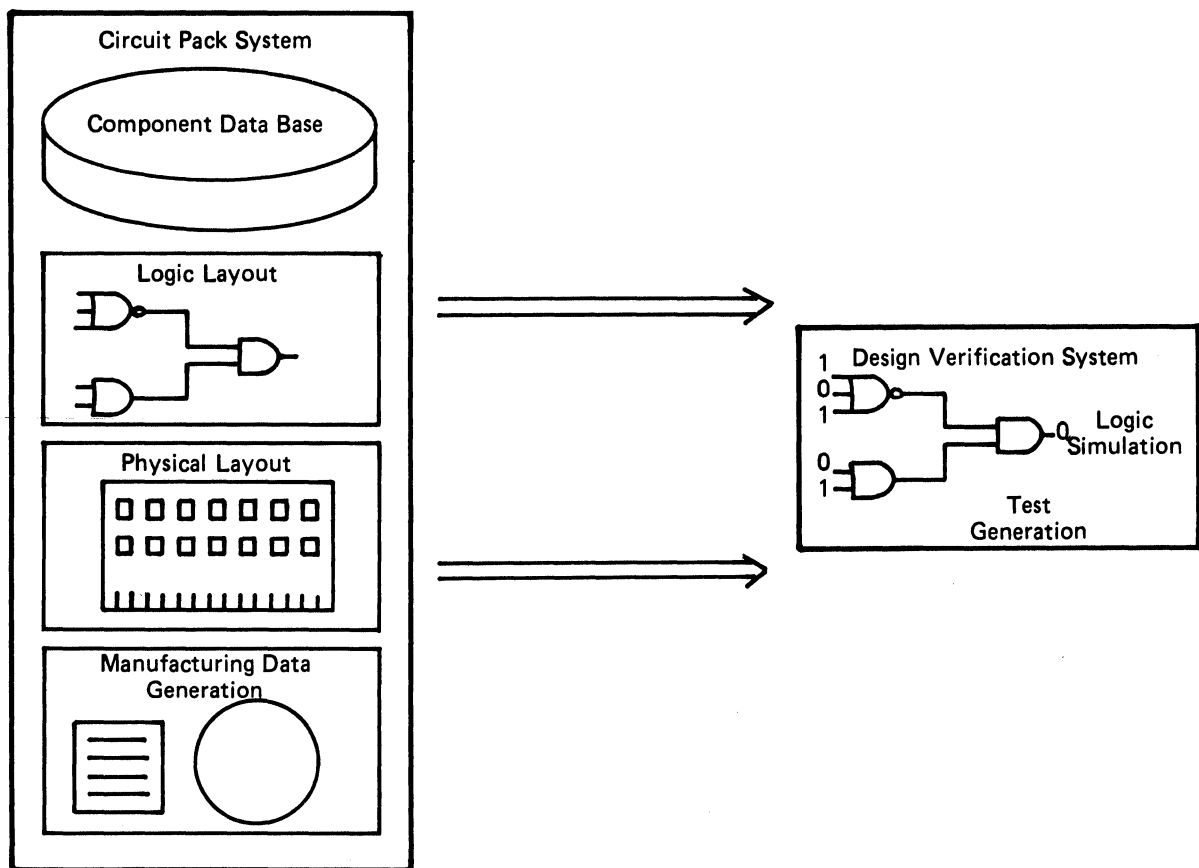 Circuit Pack System
Component Data Base
Logic Layout
Physical Layout
Manufacturing Data
Generation
Design Verification System
1
0
1
0
1
0
Logic
Simulation
Test
Generation